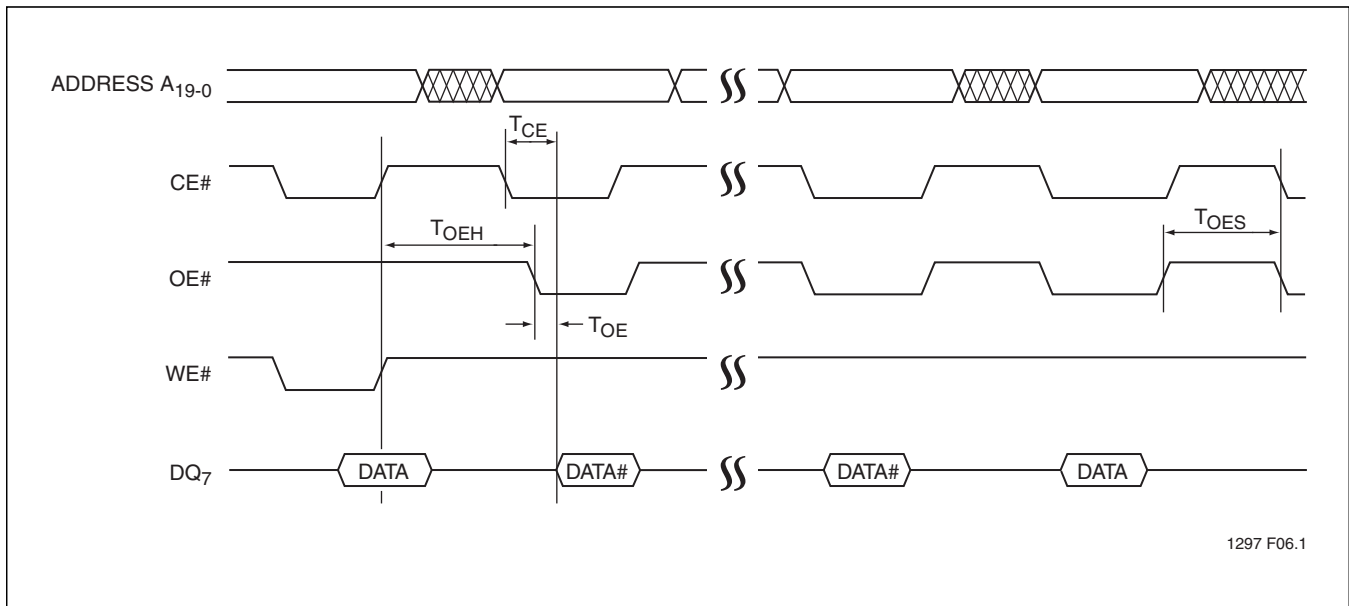 ADDRESS A19-0
TCE
CE#
TOEH
TOES
OE#
TOE
WE#
DQ7
DATA
DATA#
DATA#
DATA
1297 F06.1